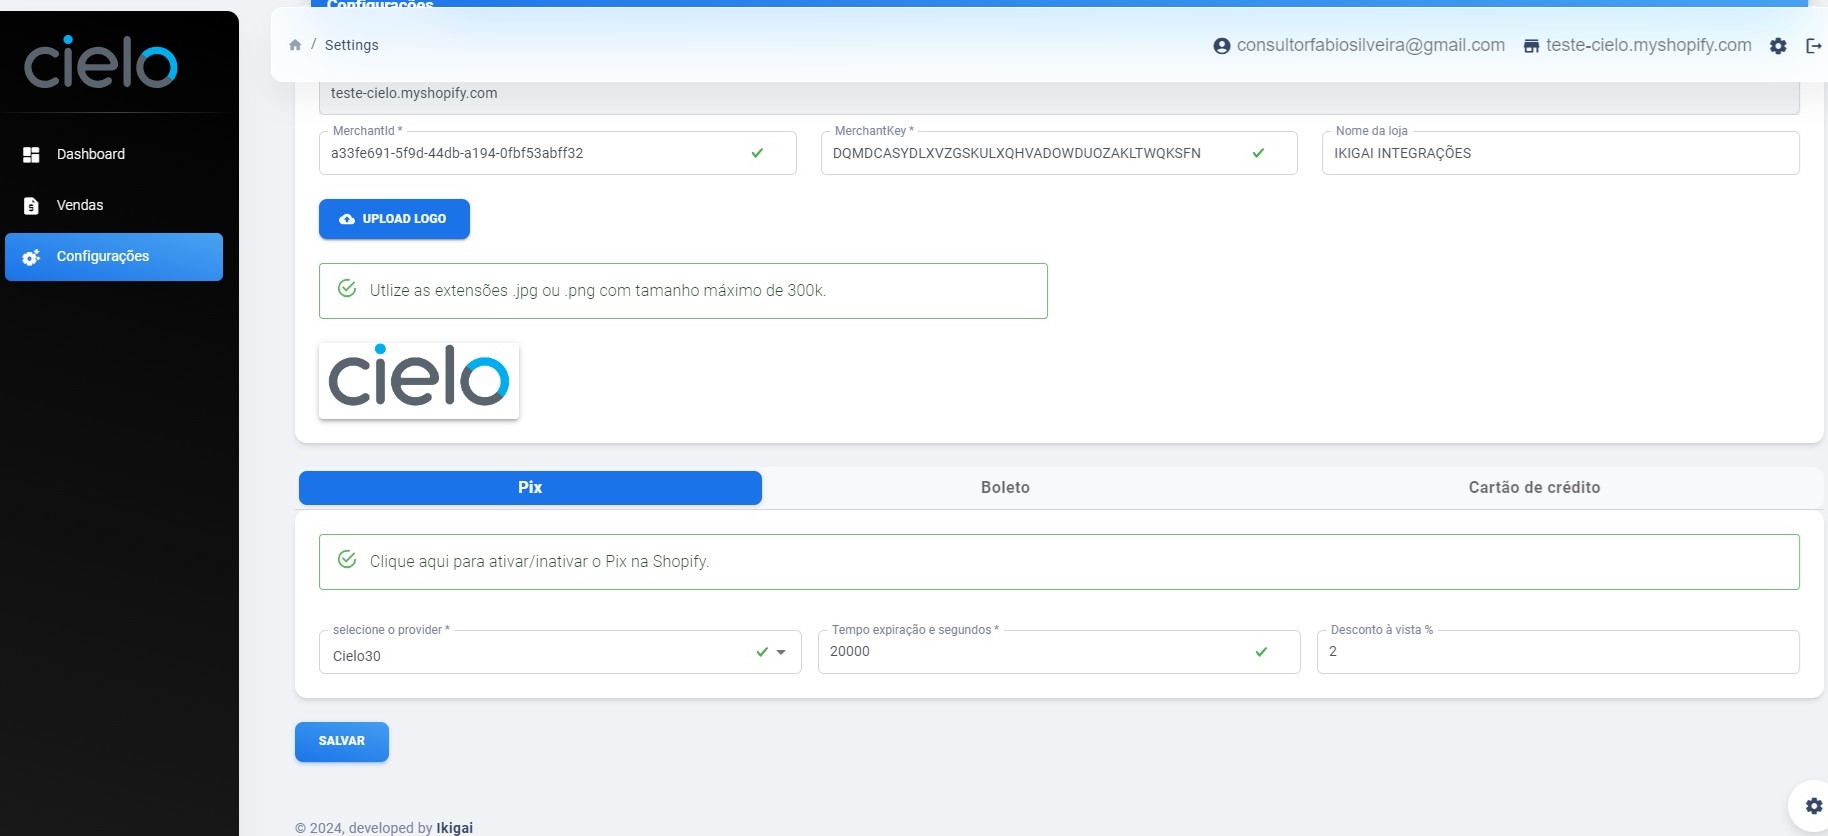 Configurações
cielo
/ Settings
consultorfabiosilveira@gmail.com
teste-cielo.myshopify.com
Dashboard
Vendas
Configurações
teste-cielo.myshopify.com
MerchantId *
a33fe691-5f9d-44db-a194-0fbf53abff32
MerchantKey *
DQMDCASYDLXVZGSKULXQHVADOWDUOZAKLTWQKSFN
Nome da loja
IKIGAI INTEGRAÇÕES
UPLOAD LOGO
Utlize as extensões .jpg ou .png com tamanho máximo de 300k.
cielo
Pix
Boleto
Cartão de crédito
Clique aqui para ativar/inativar o Pix na Shopify.
selecione o provider *
Cielo30
Tempo expiração e segundos *
20000
Desconto à vista %
2
SALVAR
© 2024, developed by Ikigai